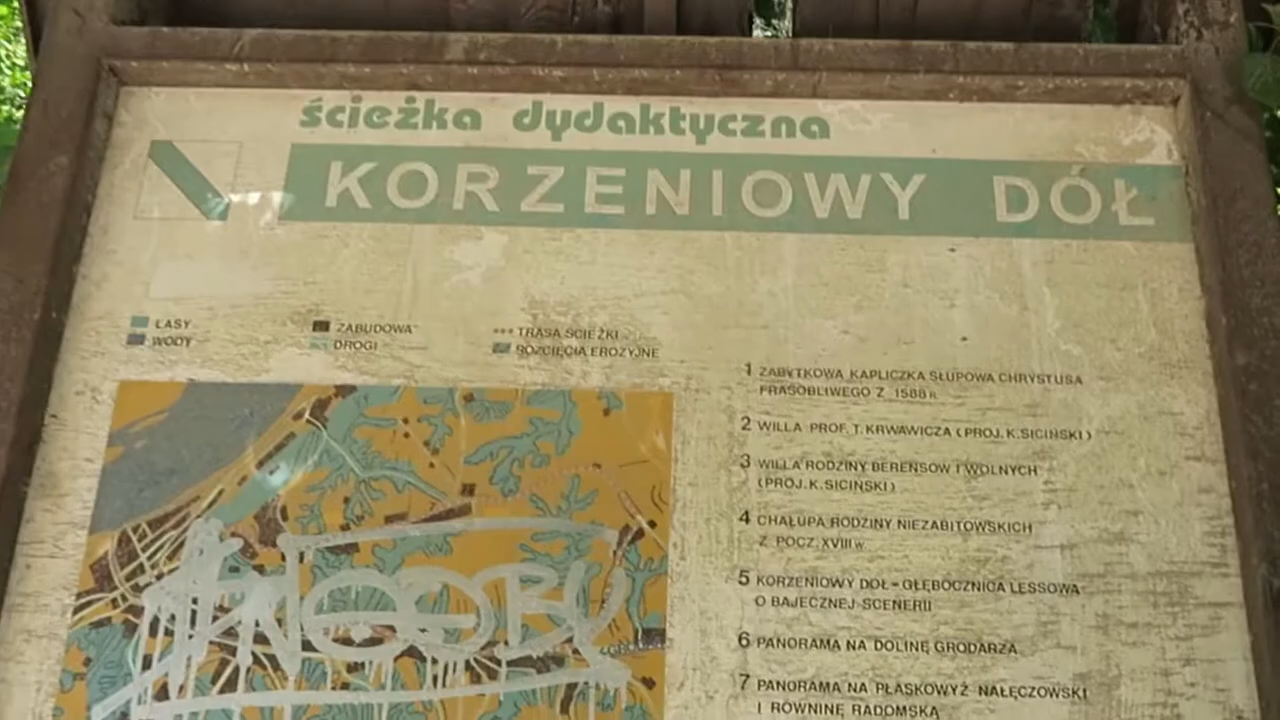 ścieżka dydaktyczna
KORZENIOWY DÓŁ
LASY
WODY
ZABUDOWA
DROGI
TRASA ŚCIEŻKI
ROZCIĘCIA EROZYJNE
1 ZABYTKOWA KAPLICZKA SŁUPOWA CHRYSTUSA
FRASOBLIWEGO Z 1588 R.
2 WILLA PROF. T. KRWAWICZA (PROJ. K. SICIŃSKI)
3 WILLA RODZINY BERENSOW I WOLNYCH
(PROJ. K. SICIŃSKI)
4 CHAŁUPA RODZINY NIEZABITOWSKICH
Z POCZ. XVIII W.
5 KORZENIOWY DÓŁ - GŁĘBOCZNICA LESSOWA
O BAJECZNEJ SCENERII
6 PANORAMA NA DOLINĘ GRODARZA
7 PANORAMA NA PŁASKOWYŻ NAŁĘCZOWSKI
I RÓWNINĘ RADOMSKĄ